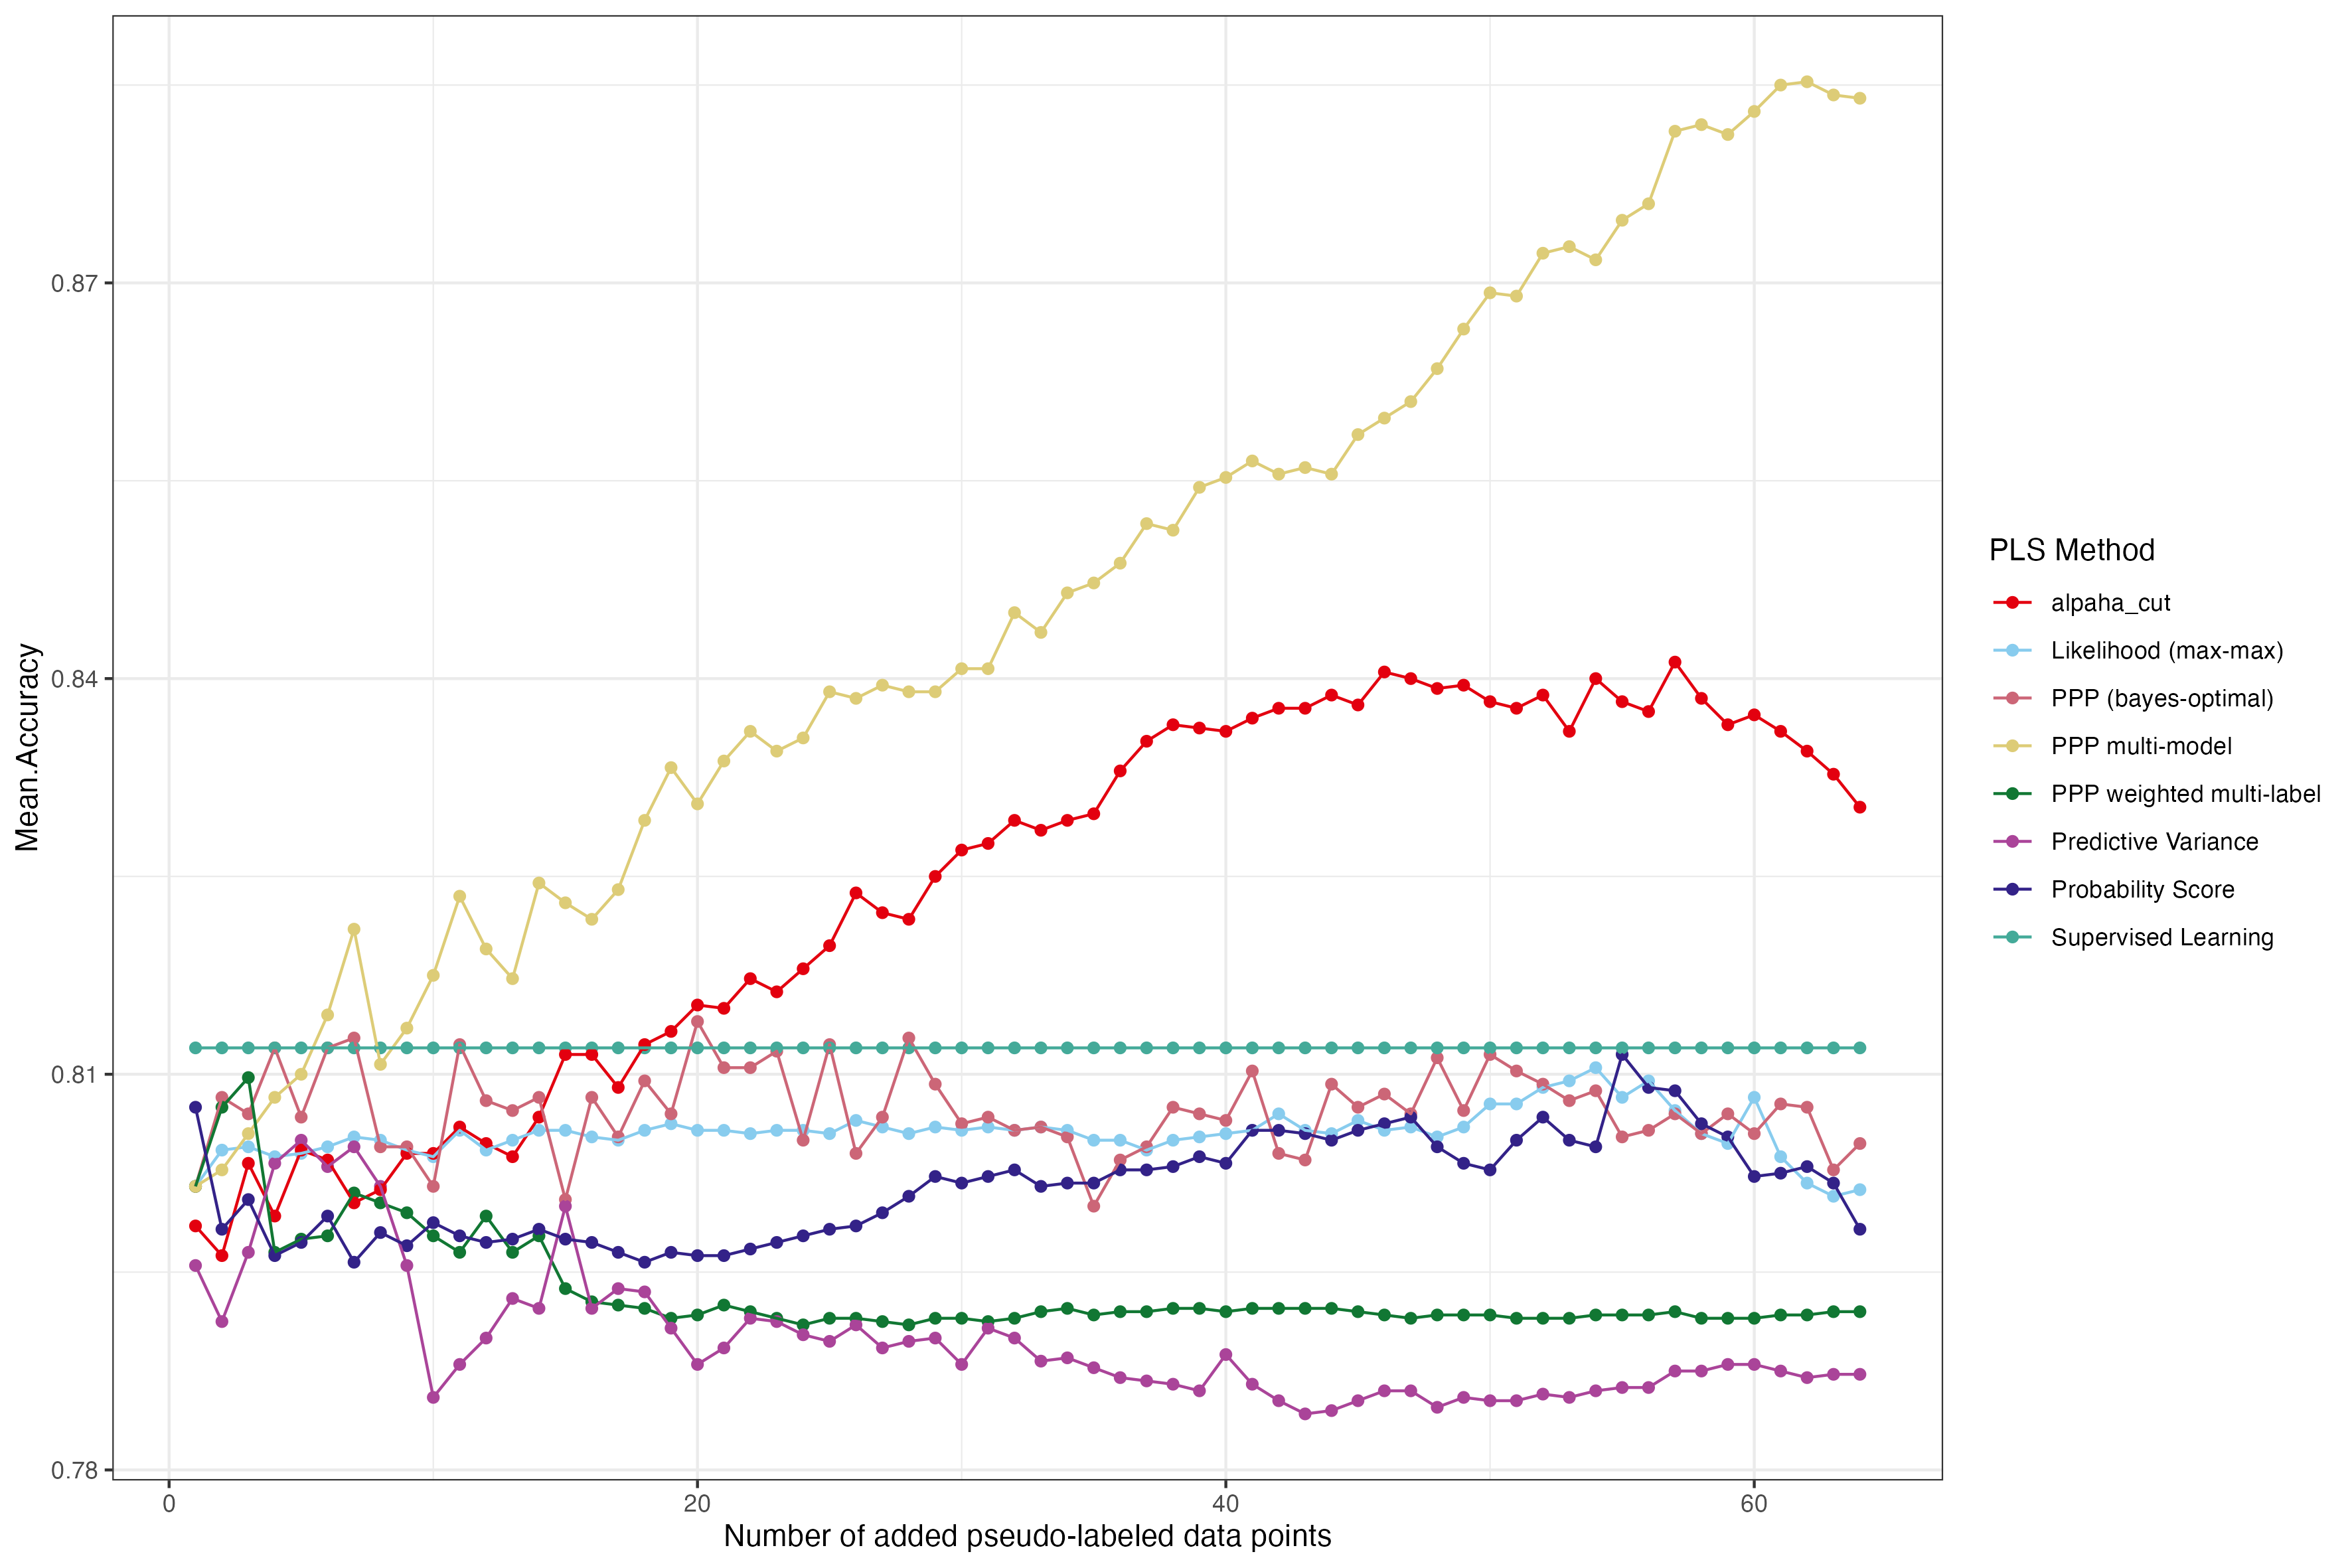 0.87
0.84
0.81
0.78
Mean.Accuracy
0
20
40
60
Number of added pseudo-labeled data points
PLS Method
alpaha_cut
Likelihood (max-max)
PPP (bayes-optimal)
PPP multi-model
PPP weighted multi-label
Predictive Variance
Probability Score
Supervised Learning